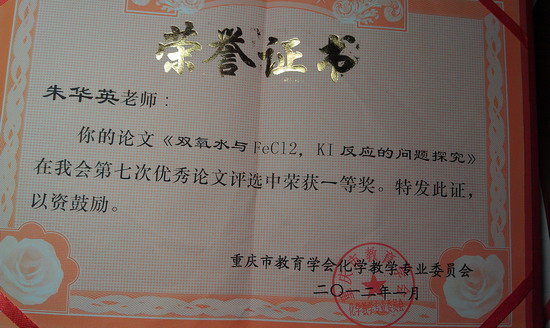 荣誉证书
朱华英老师：
你的论文《双氧水与FeCl2，KI反应的问题探究》
在我会第七次优秀论文评选中荣获一等奖。特发此证，
以资鼓励。
重庆市教育学会化学教学专业委员会
二〇一二年一月